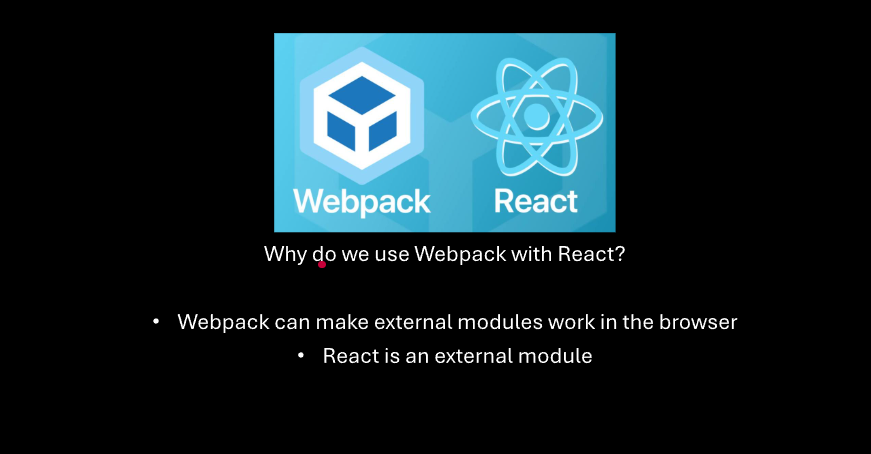 Webpack React
Why do we use Webpack with React?
• Webpack can make external modules work in the browser
• React is an external module